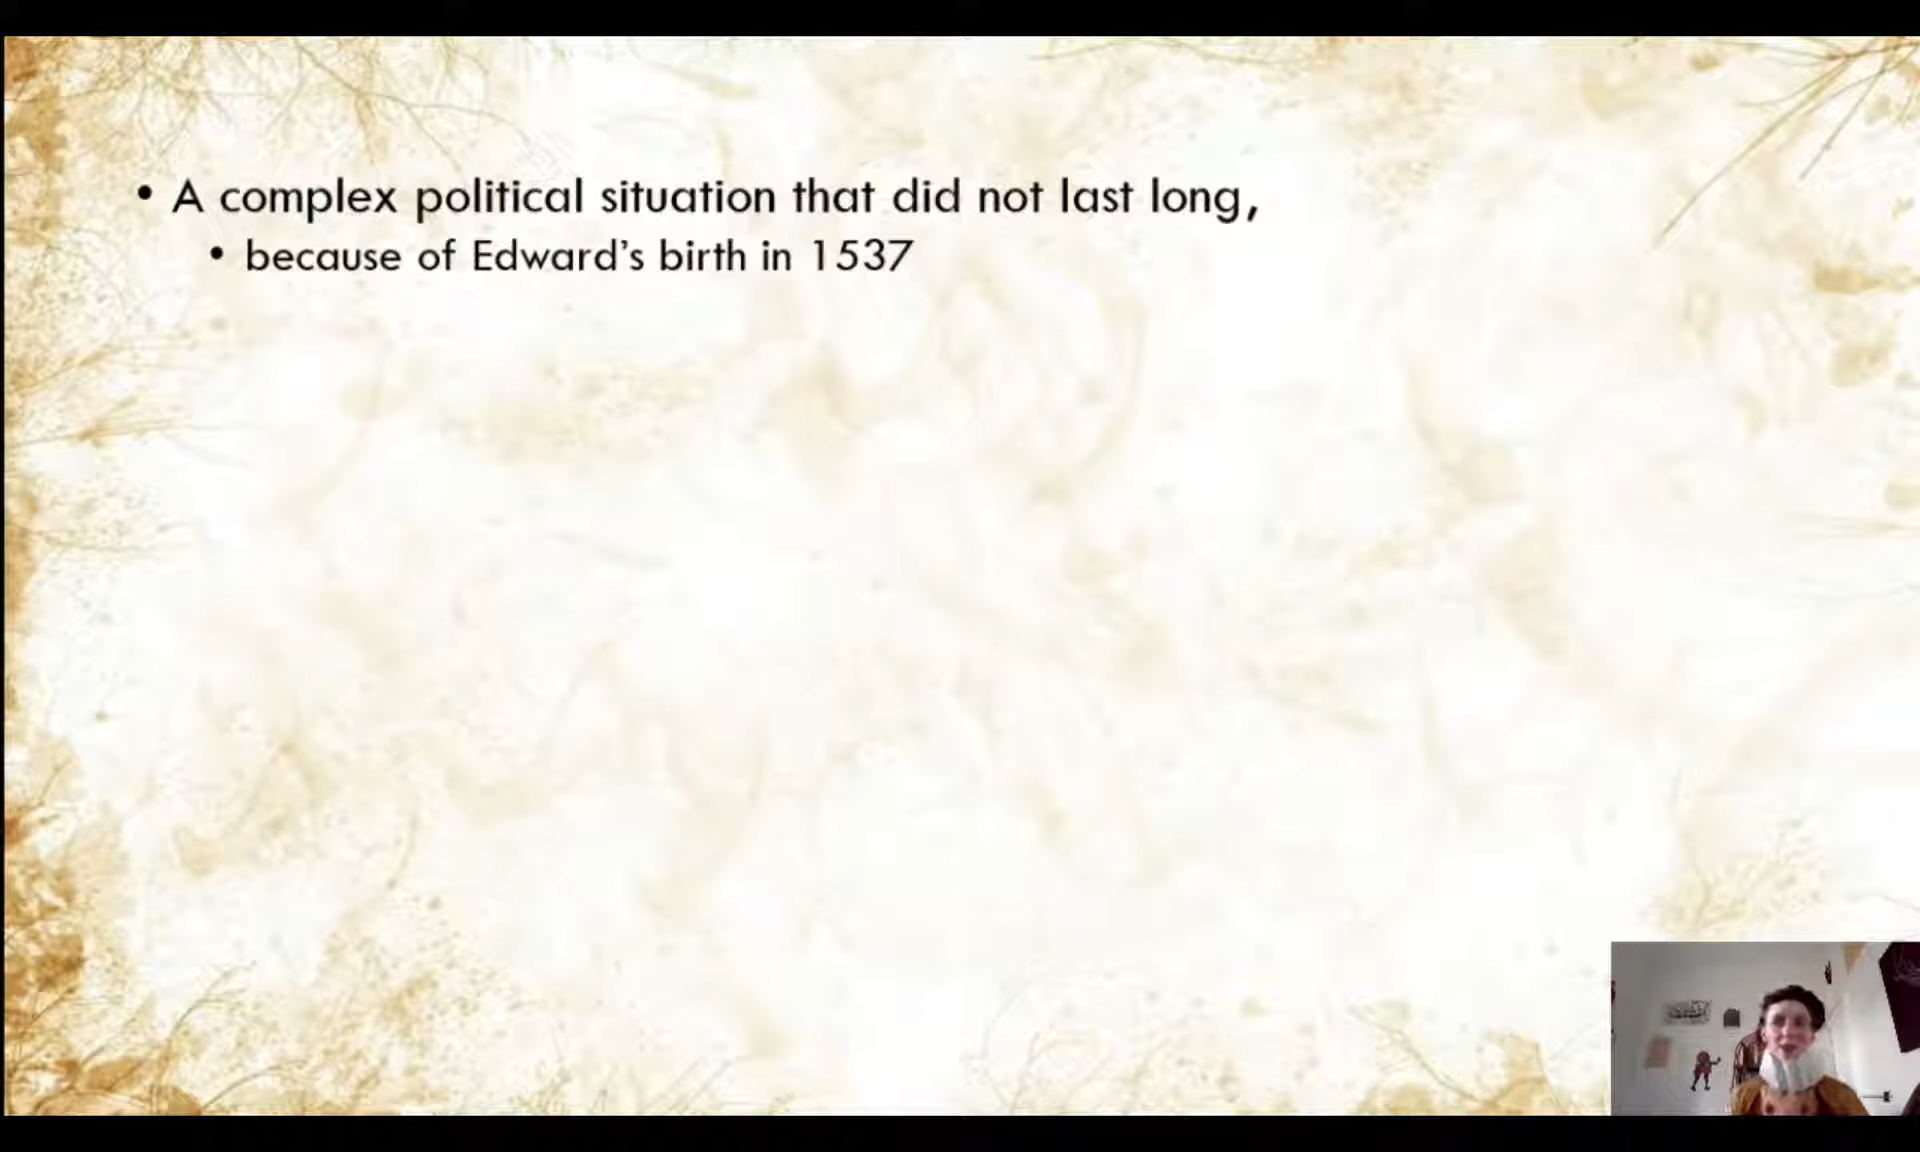 • A complex political situation that did not last long,
• because of Edward’s birth in 1537